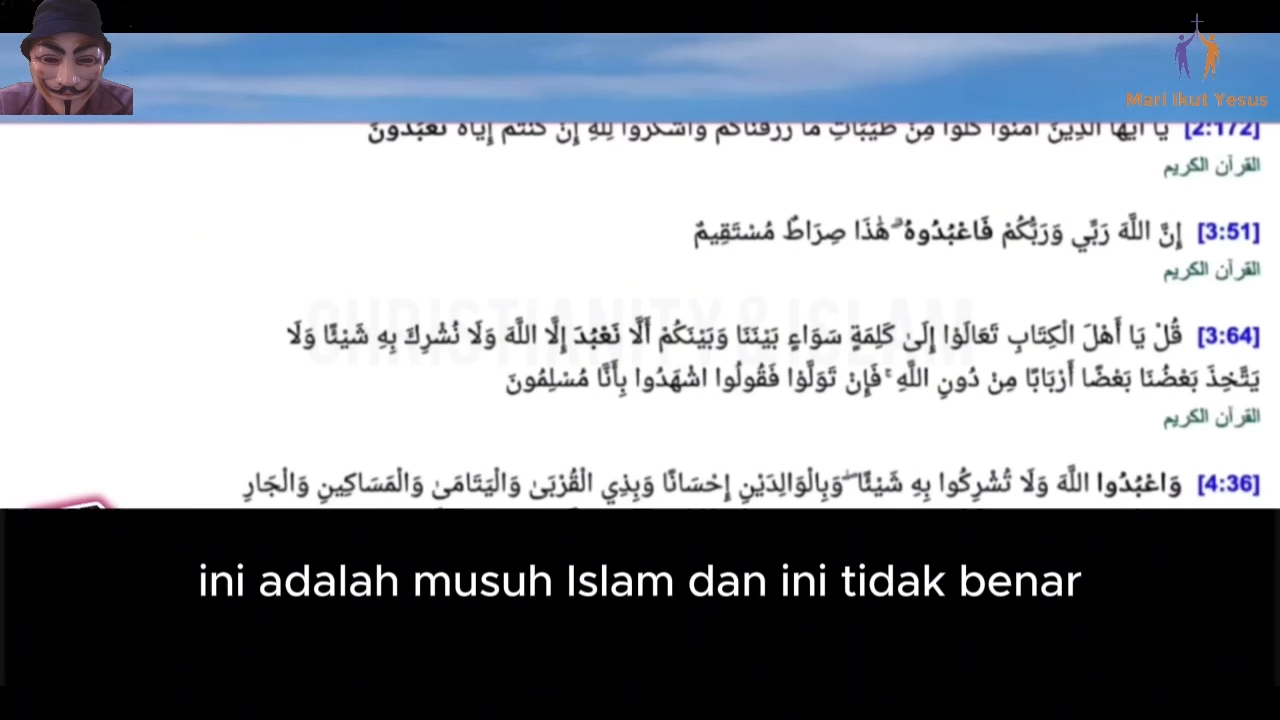 Mari Ikut Yesus
[2:172] يَا أَيُّهَا الَّذِينَ آمَنُوا كُلُوا مِنْ طَيِّبَاتِ مَا رَزَقْنَاكُمْ وَاشْكُرُوا لِلَّهِ إِنْ كُنْتُمْ إِيَّاهُ تَعْبُدُونَ
القرآن الكريم
[3:51] إِنَّ اللَّهَ رَبِّي وَرَبُّكُمْ فَاعْبُدُوهُ ۗ هَٰذَا صِرَاطٌ مُسْتَقِيمٌ
القرآن الكريم
CHRISTIANITY & ISLAM
[3:64] قُلْ يَا أَهْلَ الْكِتَابِ تَعَالَوْا إِلَىٰ كَلِمَةٍ سَوَاءٍ بَيْنَنَا وَبَيْنَكُمْ أَلَّا نَعْبُدَ إِلَّا اللَّهَ وَلَا نُشْرِكَ بِهِ شَيْئًا وَلَا
يَتَّخِذَ بَعْضُنَا بَعْضًا أَرْبَابًا مِنْ دُونِ اللَّهِ ۚ فَإِنْ تَوَلَّوْا فَقُولُوا اشْهَدُوا بِأَنَّا مُسْلِمُونَ
القرآن الكريم
[4:36] وَاعْبُدُوا اللَّهَ وَلَا تُشْرِكُوا بِهِ شَيْئًا ۖ وَبِالْوَالِدَيْنِ إِحْسَانًا وَبِذِي الْقُرْبَىٰ وَالْيَتَامَىٰ وَالْمَسَاكِينِ وَالْجَارِ
ini adalah musuh Islam dan ini tidak benar